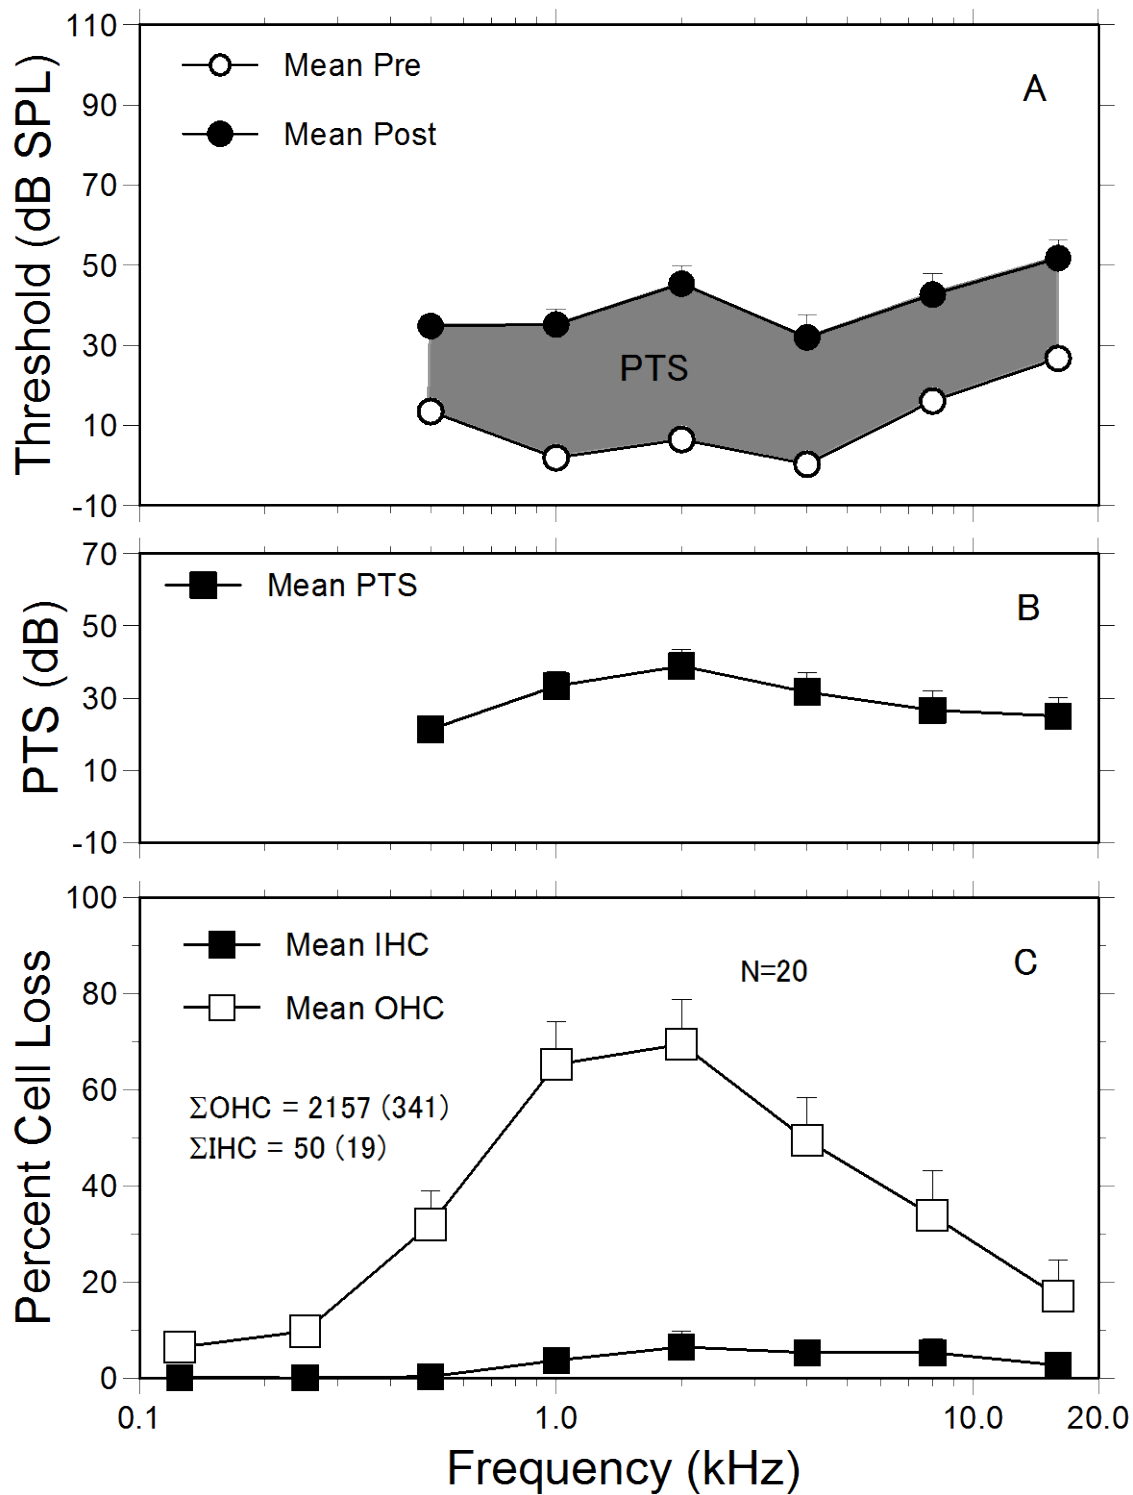 110
Mean Pre
A
90
Mean Post
70
50
30
PTS
10
-10
Threshold (dB SPL)
70
Mean PTS
B
50
30
10
-10
PTS (dB)
100
Mean IHC
C
N=20
80
Mean OHC
60
ΣOHC = 2157 (341)
ΣIHC = 50 (19)
40
20
0
Percent Cell Loss
0.1 1.0 10.0 20.0
Frequency (kHz)